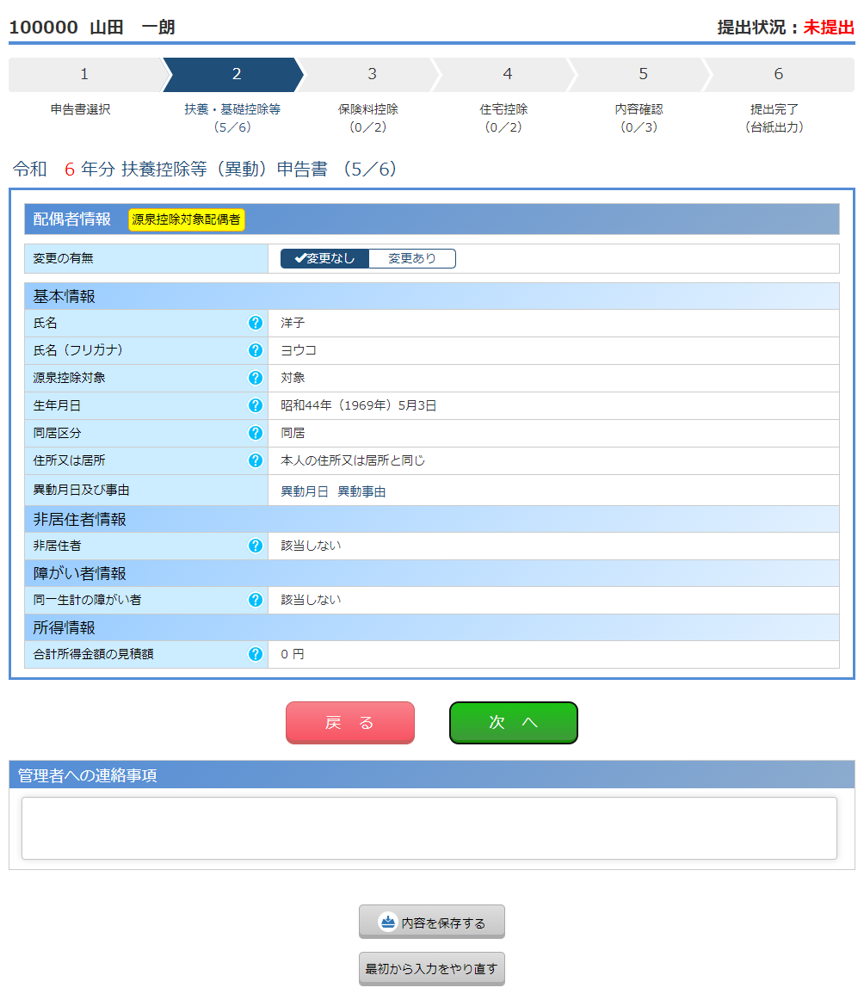 100000 山田　一朗
提出状況：未提出
1
2
3
4
5
6
申告書選択
扶養・基礎控除等
（5／6）
保険料控除
（0／2）
住宅控除
（0／2）
内容確認
（0／3）
提出完了
（台紙出力）
令和　6 年分 扶養控除等（異動）申告書 （5／6）
配偶者情報 源泉控除対象配偶者
変更の有無 ✔変更なし 変更あり
基本情報
氏名 ? 洋子
氏名（フリガナ） ? ヨウコ
源泉控除対象 ? 対象
生年月日 ? 昭和44年（1969年）5月3日
同居区分 ? 同居
住所又は居所 ? 本人の住所又は居所と同じ
異動月日及び事由 異動月日 異動事由
非居住者情報
非居住者 ? 該当しない
障がい者情報
同一生計の障がい者 ? 該当しない
所得情報
合計所得金額の見積額 ? 0 円
戻　る
次　へ
管理者への連絡事項
内容を保存する
最初から入力をやり直す